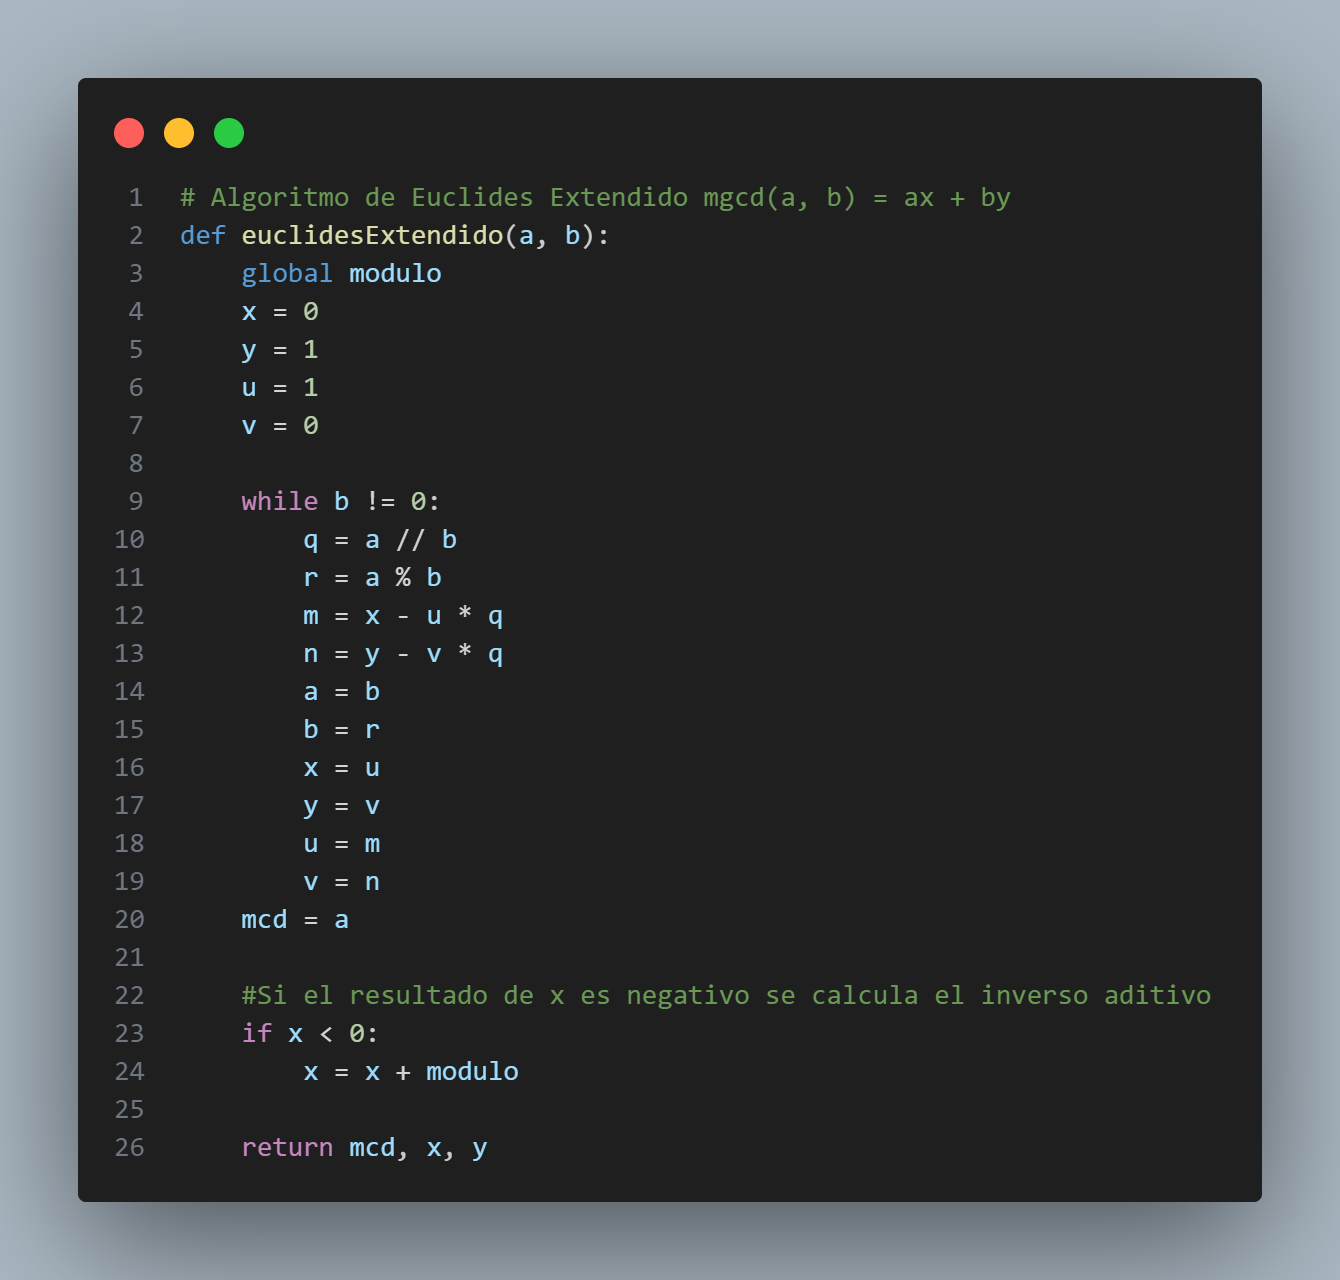 1 # Algoritmo de Euclides Extendido mgcd(a, b) = ax + by
2 def euclidesExtendido(a, b):
3     global modulo
4     x = 0
5     y = 1
6     u = 1
7     v = 0
8
9     while b != 0:
10         q = a // b
11         r = a % b
12         m = x - u * q
13         n = y - v * q
14         a = b
15         b = r
16         x = u
17         y = v
18         u = m
19         v = n
20     mcd = a
21
22     #Si el resultado de x es negativo se calcula el inverso aditivo
23     if x < 0:
24         x = x + modulo
25
26     return mcd, x, y